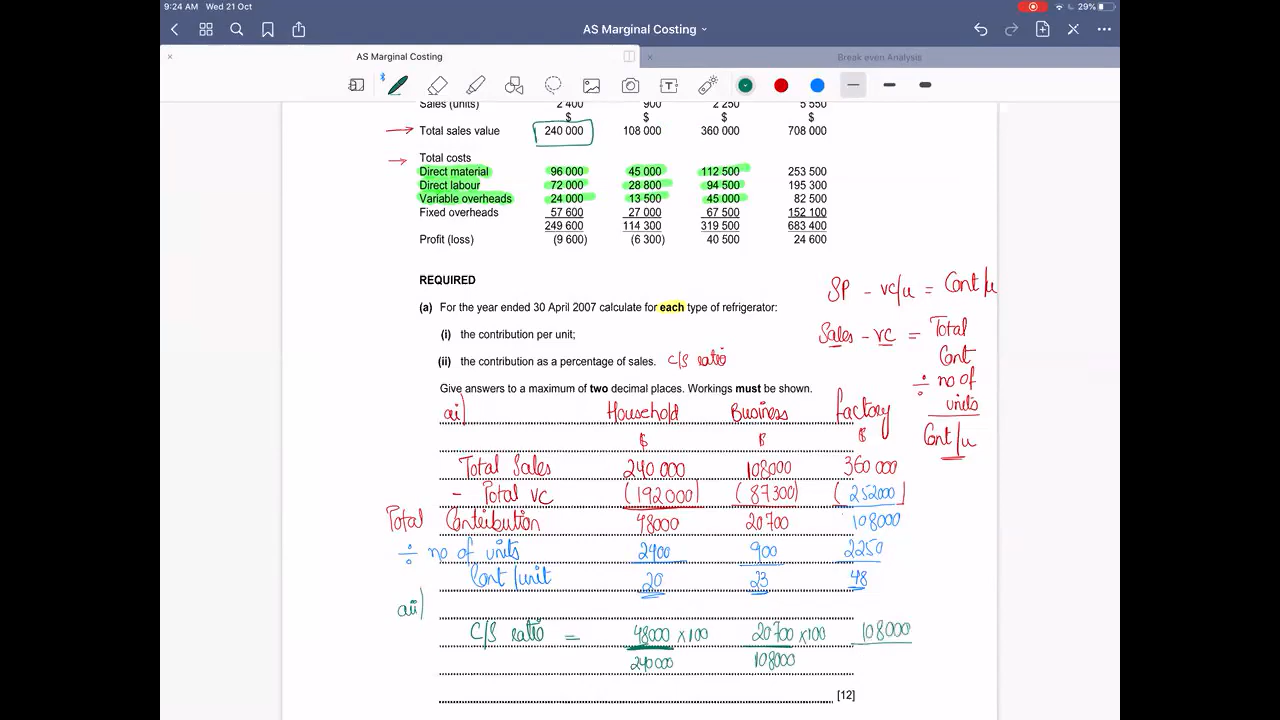 9:24 AM Wed 21 Oct
29%
AS Marginal Costing
AS Marginal Costing
Break even Analysis
Sales (units) 2 400 900 2 250 5 550
$ $ $ $
Total sales value 240 000 108 000 360 000 708 000
Total costs
Direct material 96 000 45 000 112 500 253 500
Direct labour 72 000 28 800 94 500 195 300
Variable overheads 24 000 13 500 45 000 82 500
Fixed overheads 57 600 27 000 67 500 152 100
249 600 114 300 319 500 683 400
Profit (loss) (9 600) (6 300) 40 500 24 600
REQUIRED
(a) For the year ended 30 April 2007 calculate for each type of refrigerator:
(i) the contribution per unit;
(ii) the contribution as a percentage of sales. C/S ratio
Give answers to a maximum of two decimal places. Workings must be shown.
SP - vc/u = Cont/u
Sales - vc = Total
Cont
÷ no of
units
Cont/u
ai) Household Business factory
$ $ $
Total Sales 240 000 108000 360 000
- Total vc (192000) (87300) (252000)
Total Contribution 48000 20700 108000
÷ no of units 2400 900 2250
Cont/unit 20 23 48
aii)
C/S ratio = 48000 x100 20700 x100 108000
240000 108000
[12]